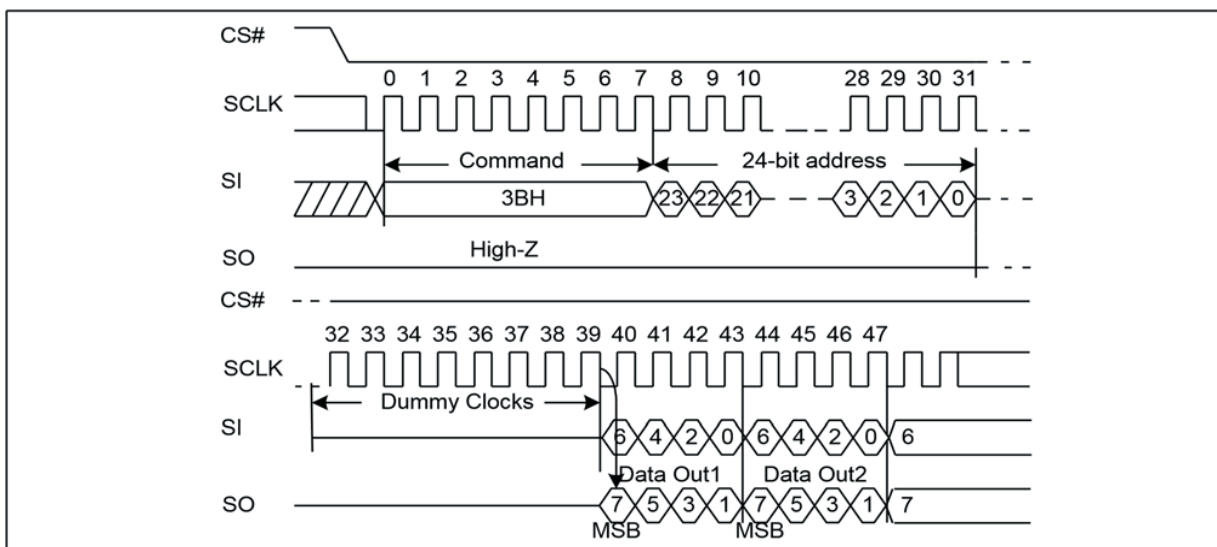 CS#
0 1 2 3 4 5 6 7 8 9 10 28 29 30 31
SCLK
Command 24-bit address
SI
3BH 23 22 21 3 2 1 0
High-Z
SO
CS#
32 33 34 35 36 37 38 39 40 41 42 43 44 45 46 47
SCLK
Dummy Clocks
SI
6 4 2 0 6 4 2 0 6
Data Out1 Data Out2
SO
7 5 3 1 7 5 3 1 7
MSB MSB